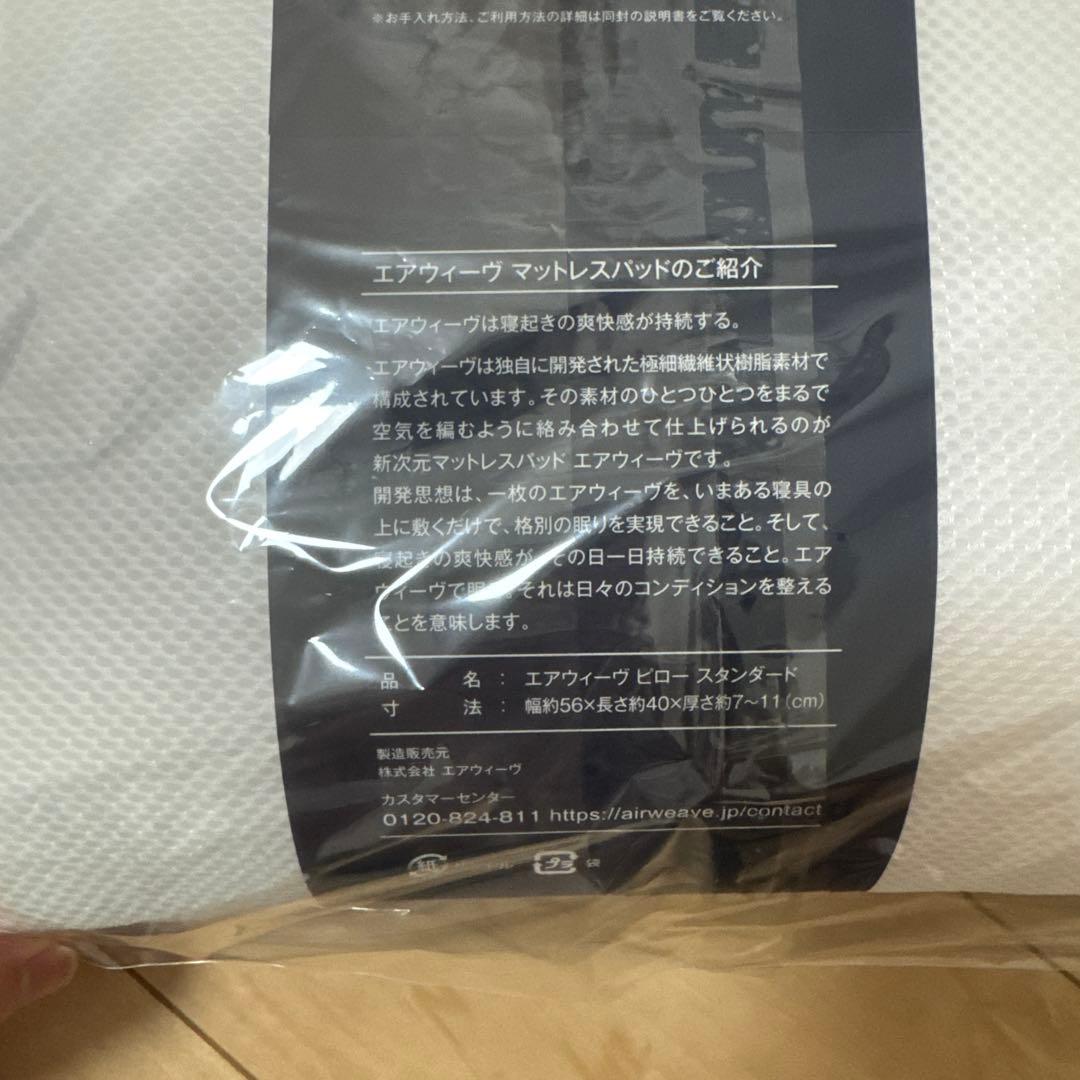 ※お手入れ方法、ご利用方法の詳細は同封の説明書をご覧ください。
エアウィーヴ マットレスパッドのご紹介
エアウィーヴは寝起きの爽快感が持続する。
エアウィーヴは独自に開発された極細繊維状樹脂素材で
構成されています。その素材のひとつひとつをまるで
空気を編むように絡み合わせて仕上げられるのが
新次元マットレスパッド エアウィーヴです。
開発思想は、一枚のエアウィーヴを、いまある寝具の
上に敷くだけで、格別の眠りを実現できること。そして、
寝起きの爽快感が、その日一日持続できること。エア
ウィーヴで眠る。それは日々のコンディションを整える
ことを意味します。
品 名 : エアウィーヴ ピロー スタンダード
寸 法 : 幅約56×長さ約40×厚さ約7〜11(cm)
製造販売元
株式会社 エアウィーヴ
カスタマーセンター
0120-824-811 https://airweave.jp/contact
紙 プラ 袋